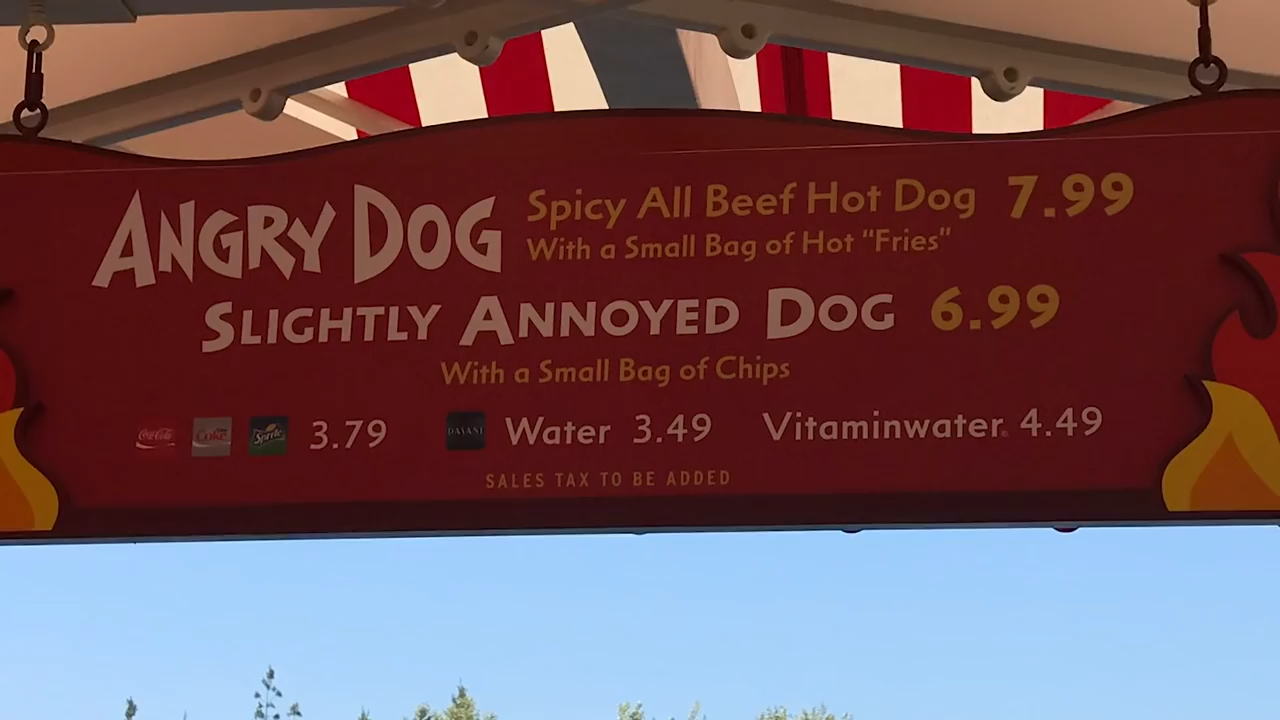 ANGRY DOG Spicy All Beef Hot Dog 7.99
With a Small Bag of Hot "Fries"
SLIGHTLY ANNOYED DOG 6.99
With a Small Bag of Chips
Coca-Cola Coke Sprite 3.79 DASANI Water 3.49 Vitaminwater 4.49
SALES TAX TO BE ADDED